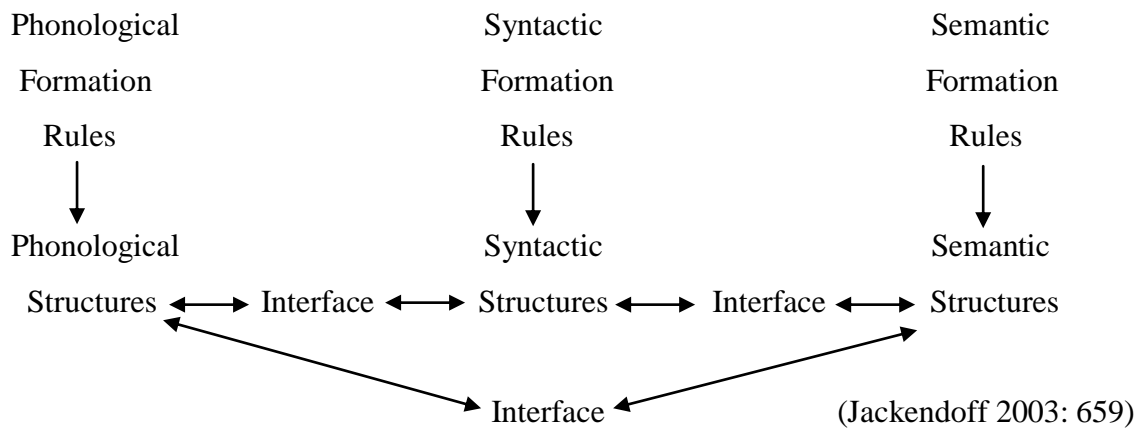 Phonological Syntactic Semantic
Formation Formation Formation
Rules Rules Rules
Phonological Syntactic Semantic
Structures Interface Structures Interface Structures
Interface (Jackendoff 2003: 659)